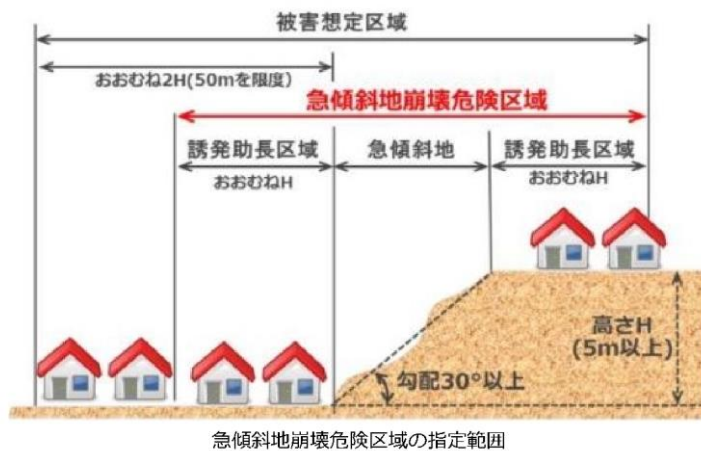 被害想定区域
おおむね2H(50mを限度)
急傾斜地崩壊危険区域
誘発助長区域
おおむねH
急傾斜地
誘発助長区域
おおむねH
高さH
(5m以上)
勾配30°以上
急傾斜地崩壊危険区域の指定範囲